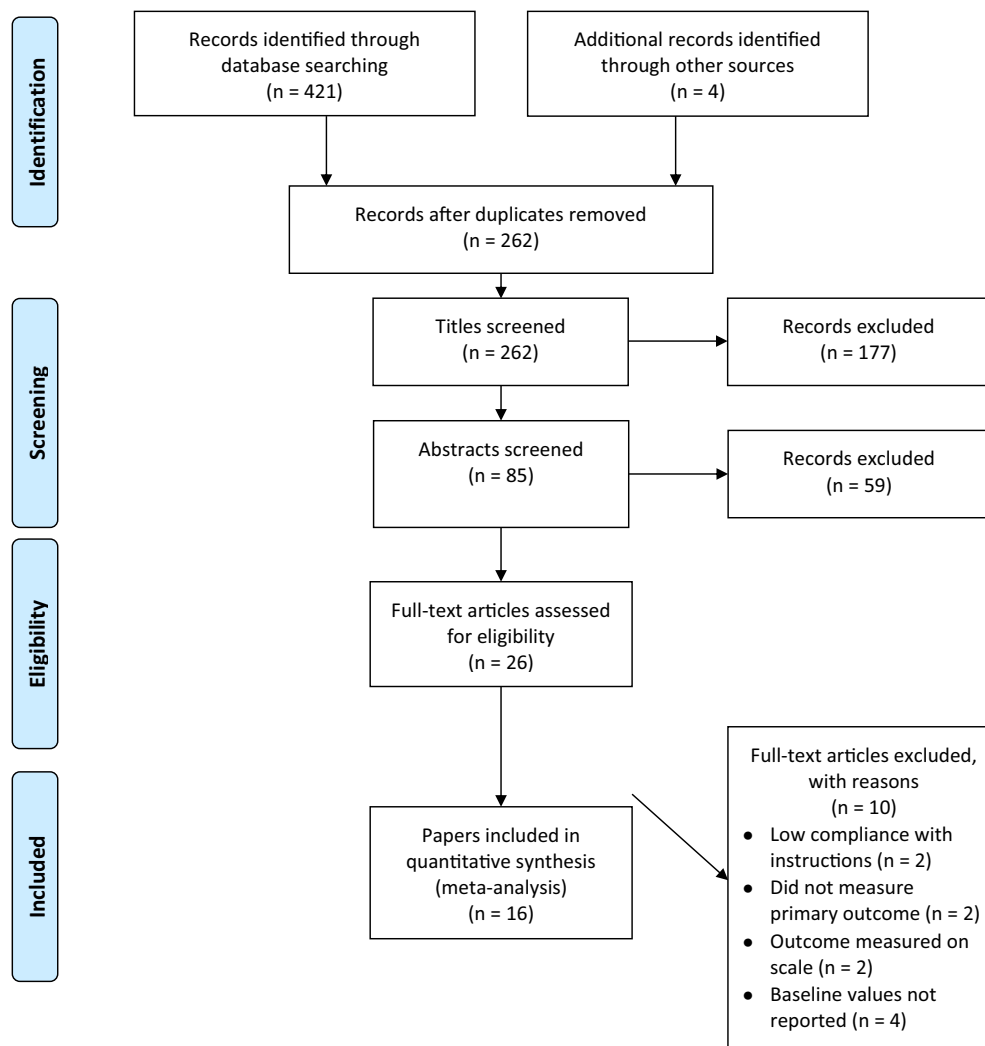 Identification
Records identified through
database searching
(n = 421)
Additional records identified
through other sources
(n = 4)
Records after duplicates removed
(n = 262)
Screening
Titles screened
(n = 262)
Records excluded
(n = 177)
Abstracts screened
(n = 85)
Records excluded
(n = 59)
Eligibility
Full-text articles assessed
for eligibility
(n = 26)
Included
Papers included in
quantitative synthesis
(meta-analysis)
(n = 16)
Full-text articles excluded,
with reasons
(n = 10)
● Low compliance with
instructions (n = 2)
● Did not measure
primary outcome (n = 2)
● Outcome measured on
scale (n = 2)
● Baseline values not
reported (n = 4)